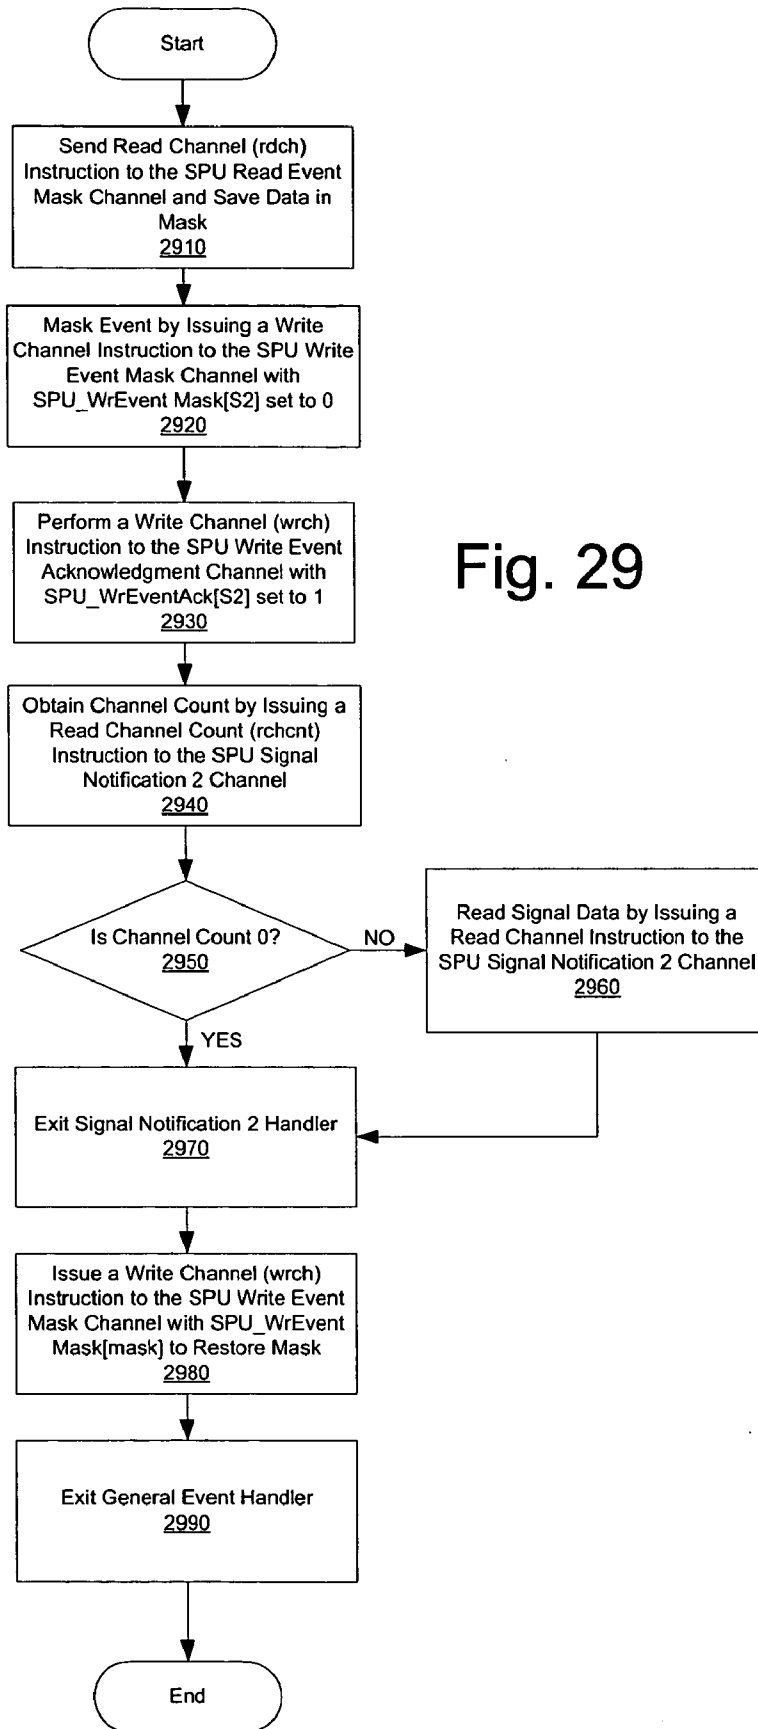 Start
Send Read Channel (rdch)
Instruction to the SPU Read Event
Mask Channel and Save Data in
Mask
2910
Mask Event by Issuing a Write
Channel Instruction to the SPU Write
Event Mask Channel with
SPU_WrEvent Mask[S2] set to 0
2920
Perform a Write Channel (wrch)
Instruction to the SPU Write Event
Acknowledgment Channel with
SPU_WrEventAck[S2] set to 1
2930
Fig. 29
Obtain Channel Count by Issuing a
Read Channel Count (rchcnt)
Instruction to the SPU Signal
Notification 2 Channel
2940
Is Channel Count 0?
2950
NO
Read Signal Data by Issuing a
Read Channel Instruction to the
SPU Signal Notification 2 Channel
2960
YES
Exit Signal Notification 2 Handler
2970
Issue a Write Channel (wrch)
Instruction to the SPU Write Event
Mask Channel with SPU_WrEvent
Mask[mask] to Restore Mask
2980
Exit General Event Handler
2990
End